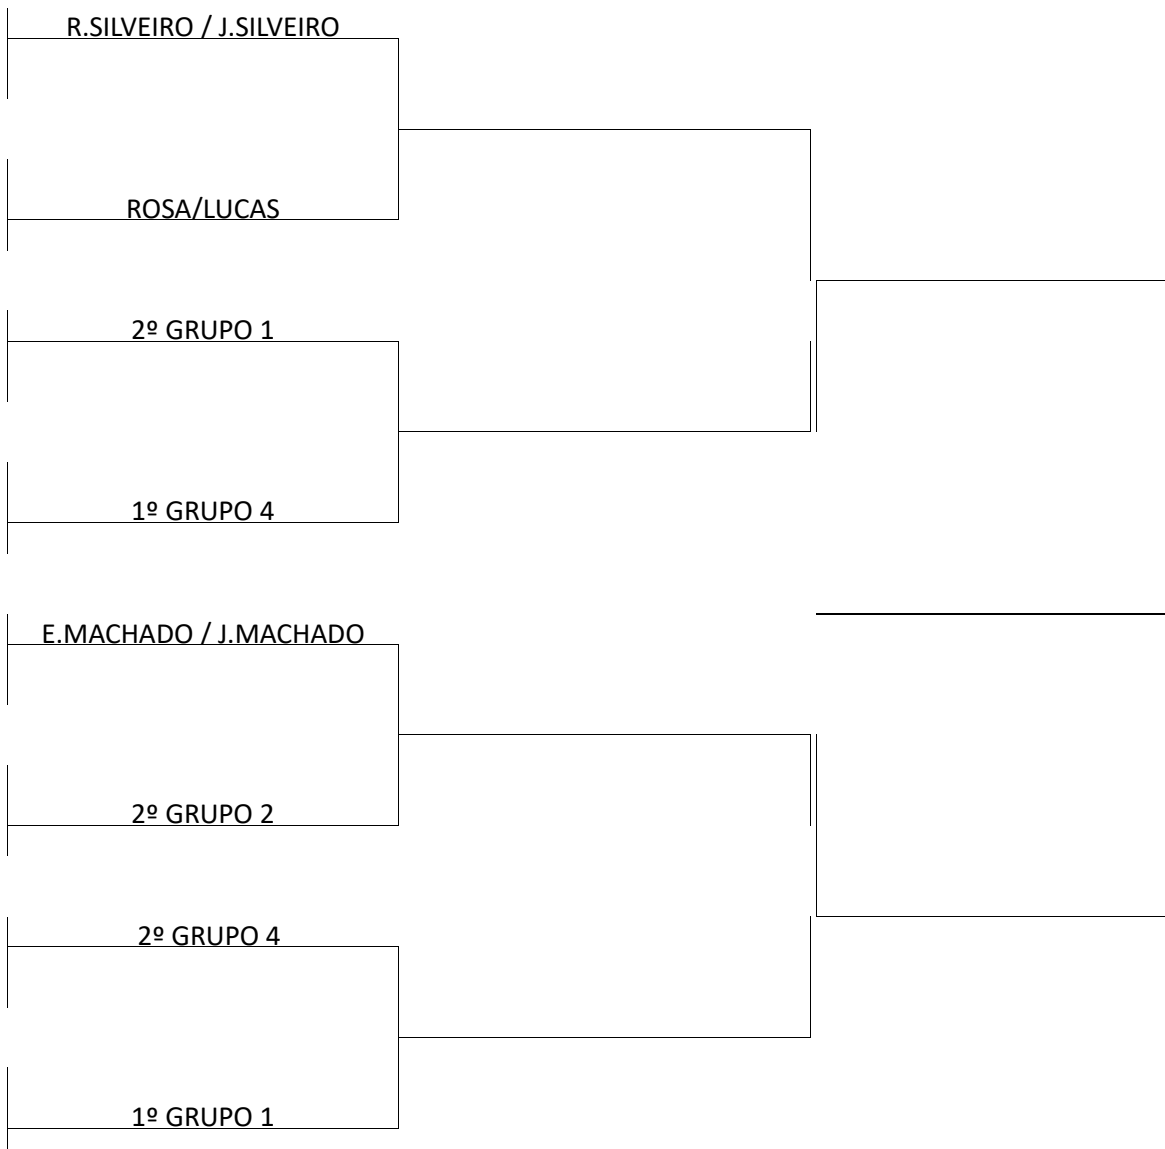 R.SILVEIRO / J.SILVEIRO
ROSA/LUCAS
2º GRUPO 1
1º GRUPO 4
E.MACHADO / J.MACHADO
2º GRUPO 2
2º GRUPO 4
1º GRUPO 1